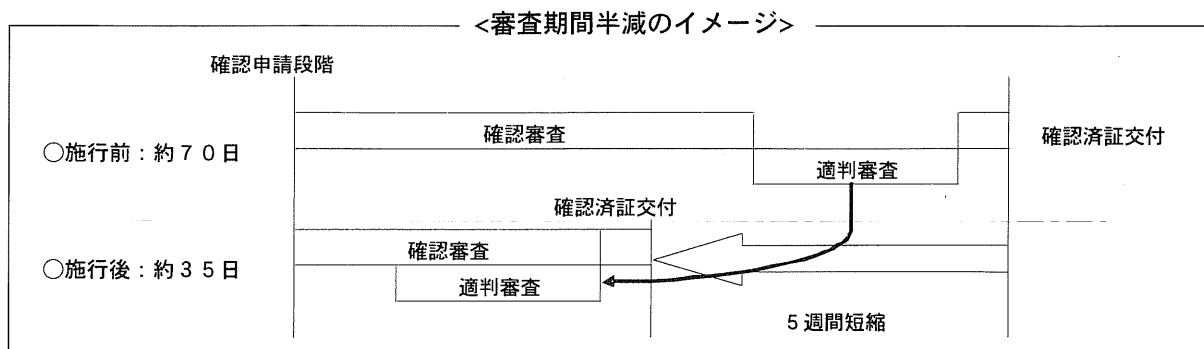 <審査期間半減のイメージ>
確認申請段階
確認審査
○施行前：約７０日
確認済証交付
適判審査
確認済証交付
確認審査
○施行後：約３５日
適判審査
５週間短縮